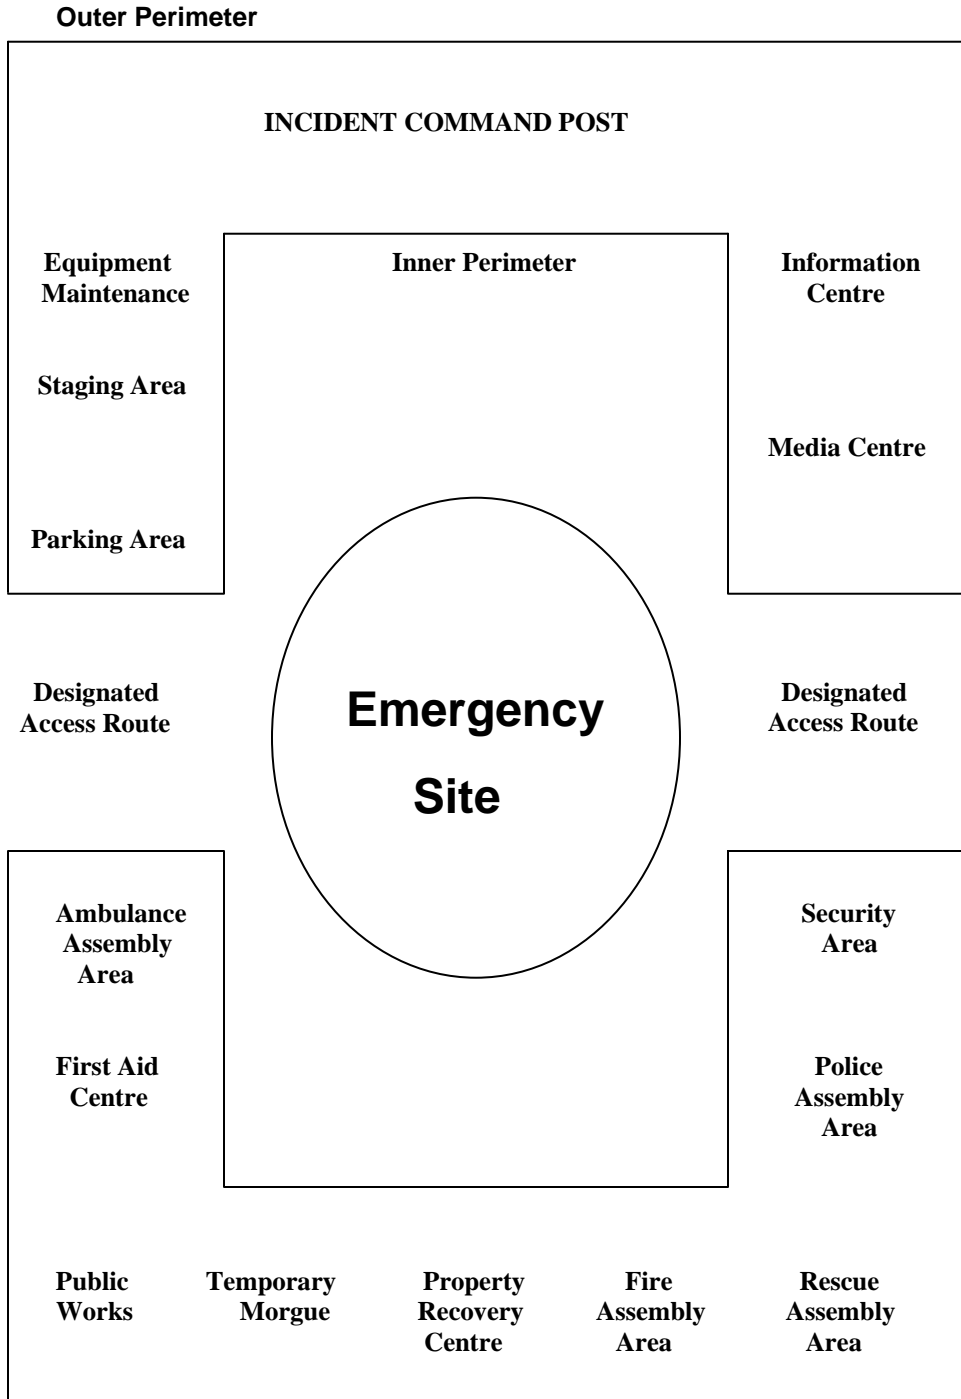 Outer Perimeter
INCIDENT COMMAND POST
Equipment
Maintenance
Inner Perimeter
Information
Centre
Staging Area
Media Centre
Parking Area
Designated
Access Route
Emergency
Site
Designated
Access Route
Ambulance
Assembly
Area
Security
Area
First Aid
Centre
Police
Assembly
Area
Public
Works
Temporary
Morgue
Property
Recovery
Centre
Fire
Assembly
Area
Rescue
Assembly
Area